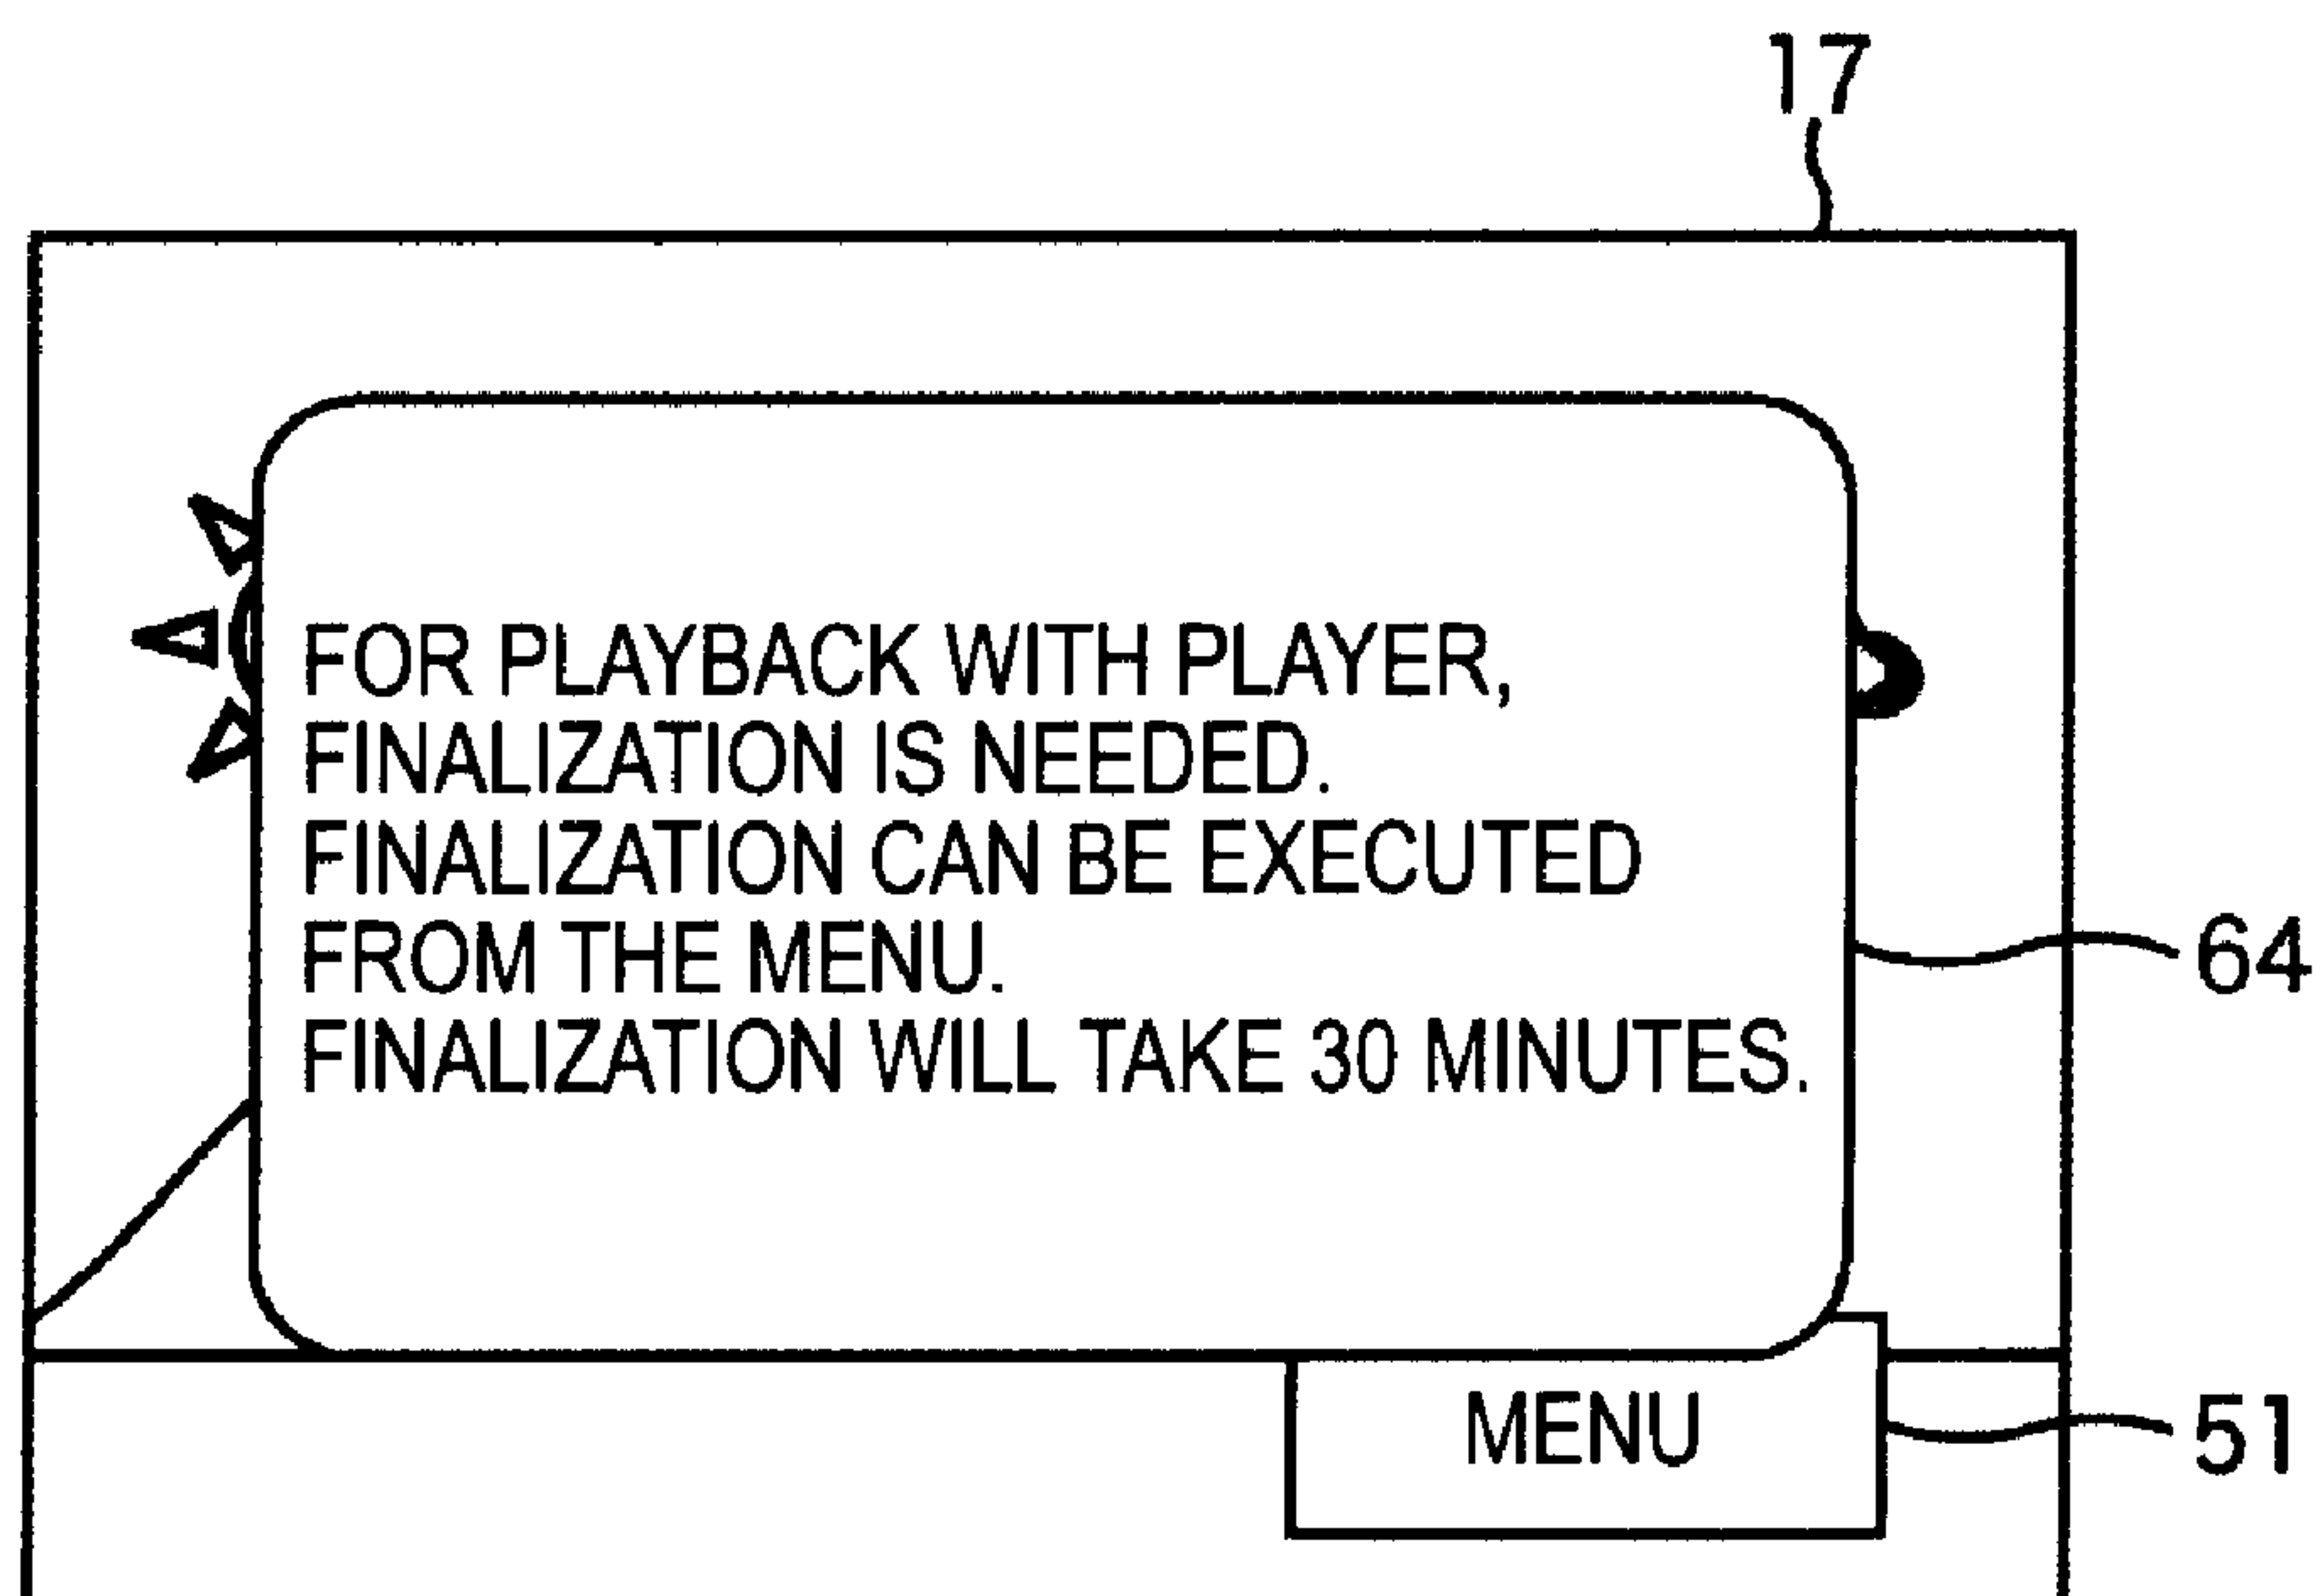 17
FOR PLAYBACK WITH PLAYER,
FINALIZATION IS NEEDED.
FINALIZATION CAN BE EXECUTED
FROM THE MENU.
64
FINALIZATION WILL TAKE 30 MINUTES.
MENU
51